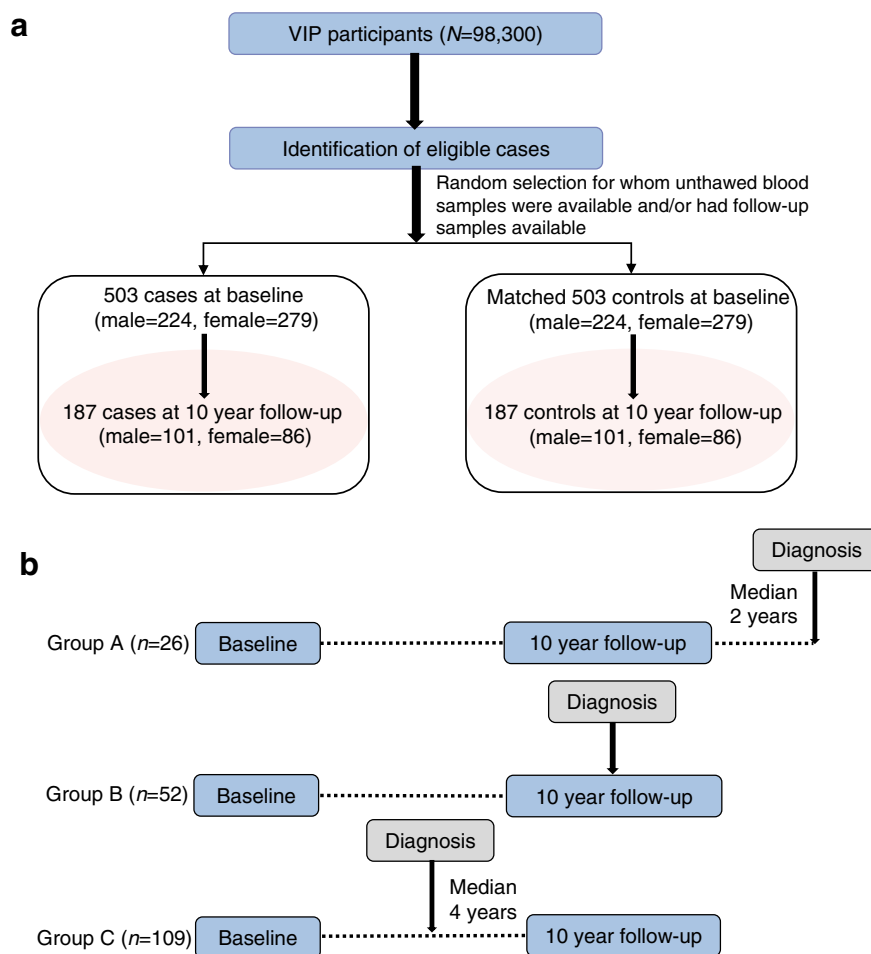 a
VIP participants (N=98,300)
Identification of eligible cases
Random selection for whom unthawed blood
samples were available and/or had follow-up
samples available
503 cases at baseline
(male=224, female=279)
187 cases at 10 year follow-up
(male=101, female=86)
Matched 503 controls at baseline
(male=224, female=279)
187 controls at 10 year follow-up
(male=101, female=86)
b
Diagnosis
Median
2 years
Group A (n=26)
Baseline
10 year follow-up
Diagnosis
Group B (n=52)
Baseline
10 year follow-up
Diagnosis
Median
4 years
Group C (n=109)
Baseline
10 year follow-up